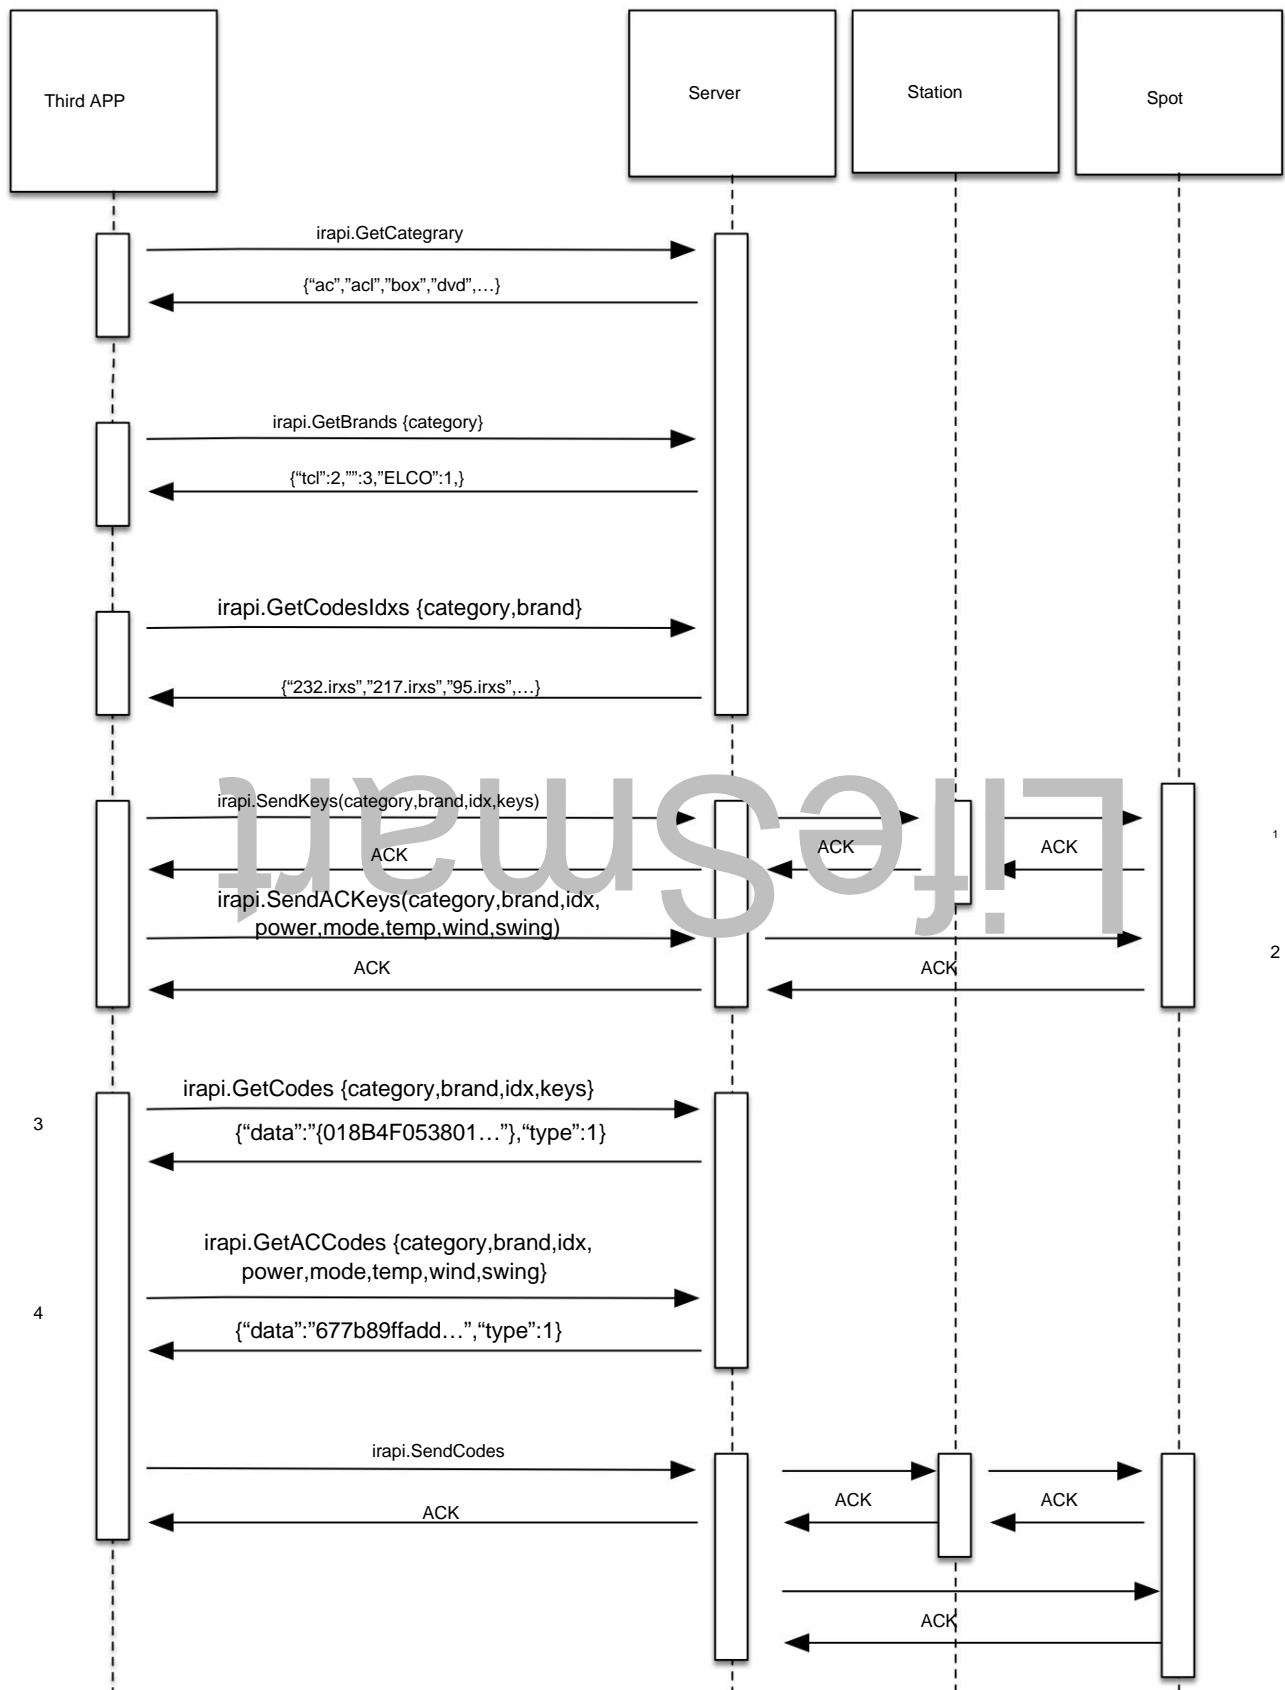 Third APP
Server
Station
Spot
irapi.GetCategrary
{“ac”,”acl”,”box”,”dvd”,…}
irapi.GetBrands {category}
{“tcl”:2,””:3,”ELCO”:1,}
irapi.GetCodesIdxs {category,brand}
{“232.irxs”,”217.irxs”,”95.irxs”,…}
LifeSmart
irapi.SendKeys(category,brand,idx,keys)
1
ACK
ACK
ACK
irapi.SendACKeys(category,brand,idx,
power,mode,temp,wind,swing)
2
ACK
ACK
irapi.GetCodes {category,brand,idx,keys}
3
{“data”:”{018B4F053801…”},“type”:1}
irapi.GetACCodes {category,brand,idx,
power,mode,temp,wind,swing}
4
{“data”:”677b89ffadd…”,“type”:1}
irapi.SendCodes
ACK
ACK
ACK
ACK